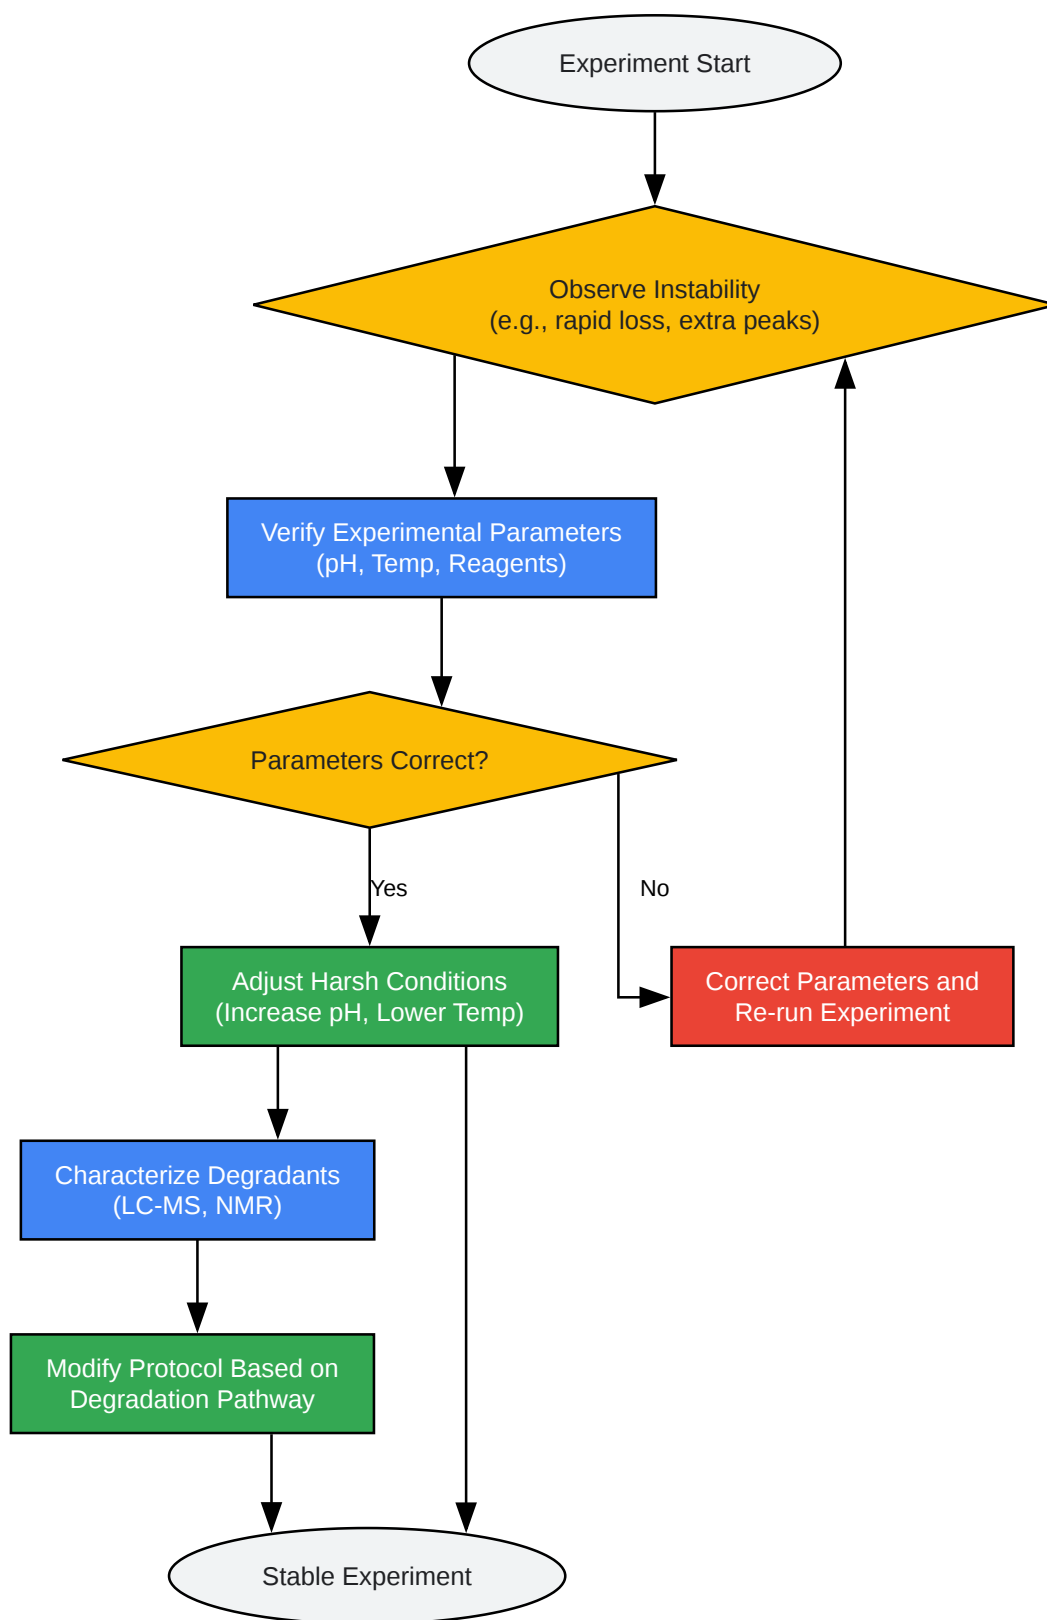 Experiment Start
Observe Instability
(e.g., rapid loss, extra peaks)
Verify Experimental Parameters
(pH, Temp, Reagents)
Parameters Correct?
Yes
No
Adjust Harsh Conditions
(Increase pH, Lower Temp)
Correct Parameters and
Re-run Experiment
Characterize Degradants
(LC-MS, NMR)
Modify Protocol Based on
Degradation Pathway
Stable Experiment